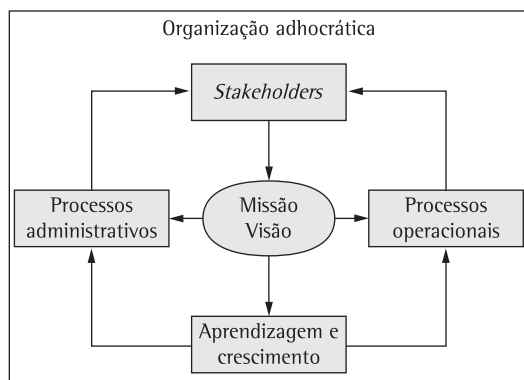 Organização adhocrática
Stakeholders
Processos
administrativos
Missão
Visão
Processos
operacionais
Aprendizagem e
crescimento